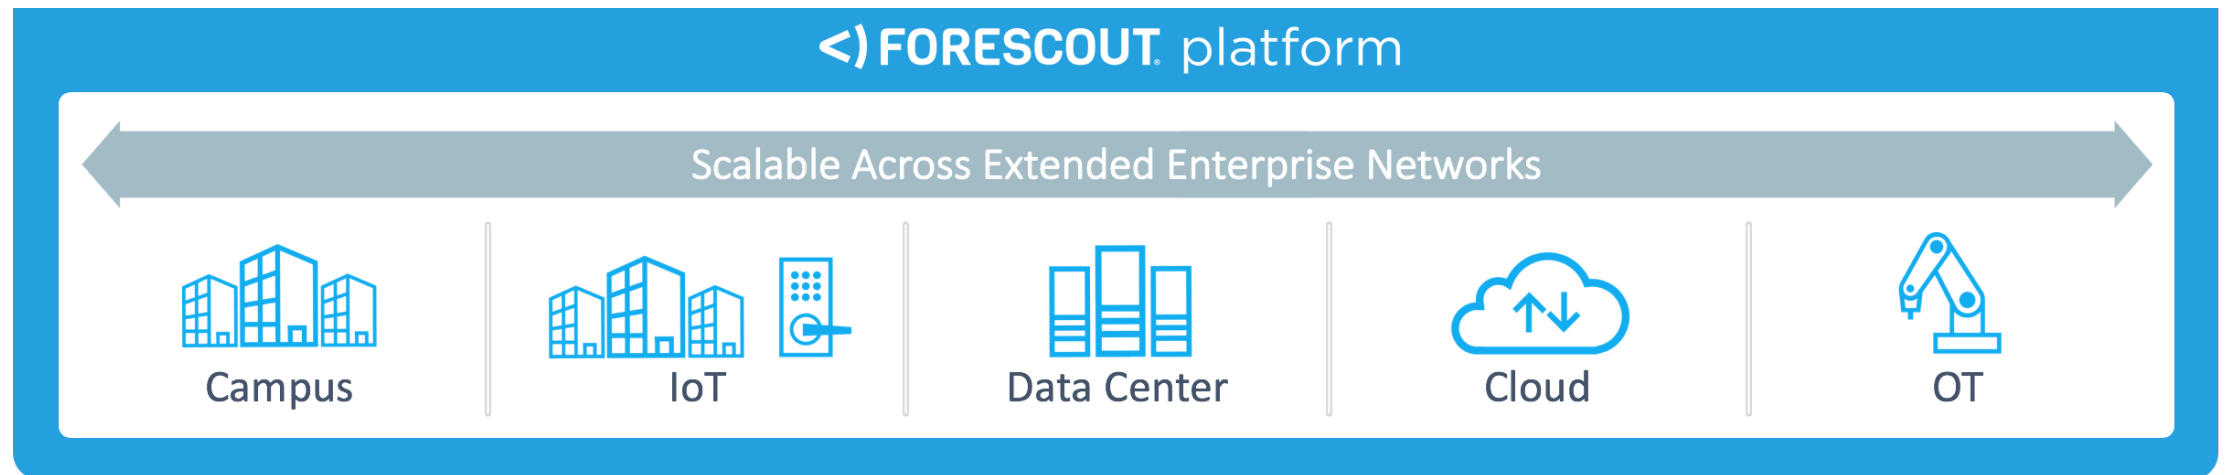 <) FORESCOUT® platform
Scalable Across Extended Enterprise Networks
Campus
IoT
Data Center
Cloud
OT